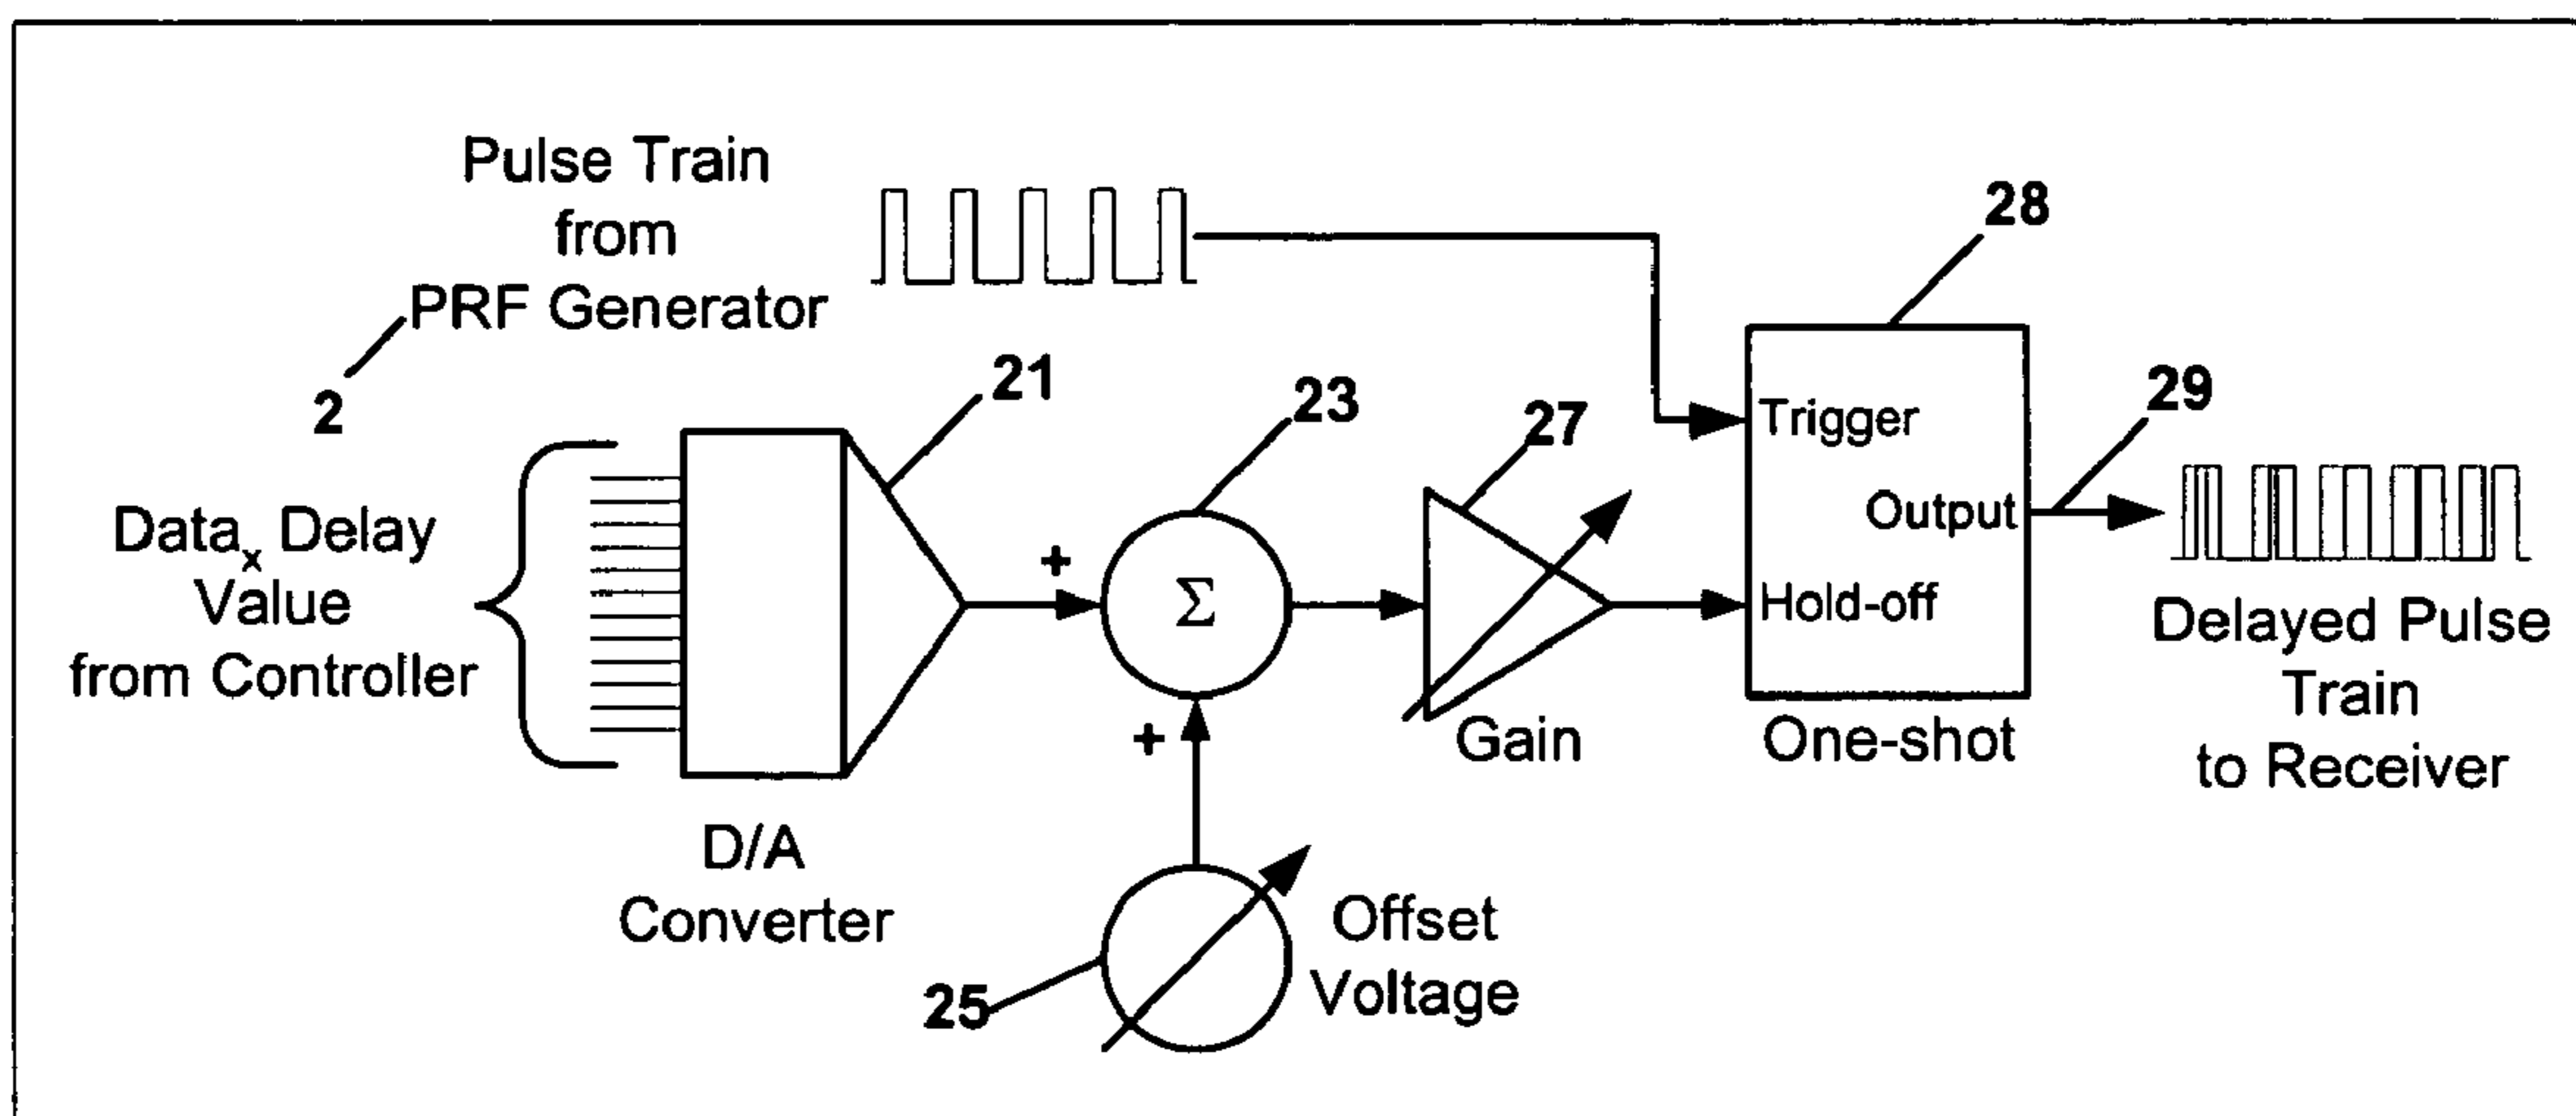 Pulse Train
from
PRF Generator
2
28
21
23
27
29
Trigger
Output
Hold-off
Data_x Delay
Value
from Controller
+
Σ
+
Gain
One-shot
Delayed Pulse
Train
to Receiver
D/A
Converter
Offset
Voltage
25